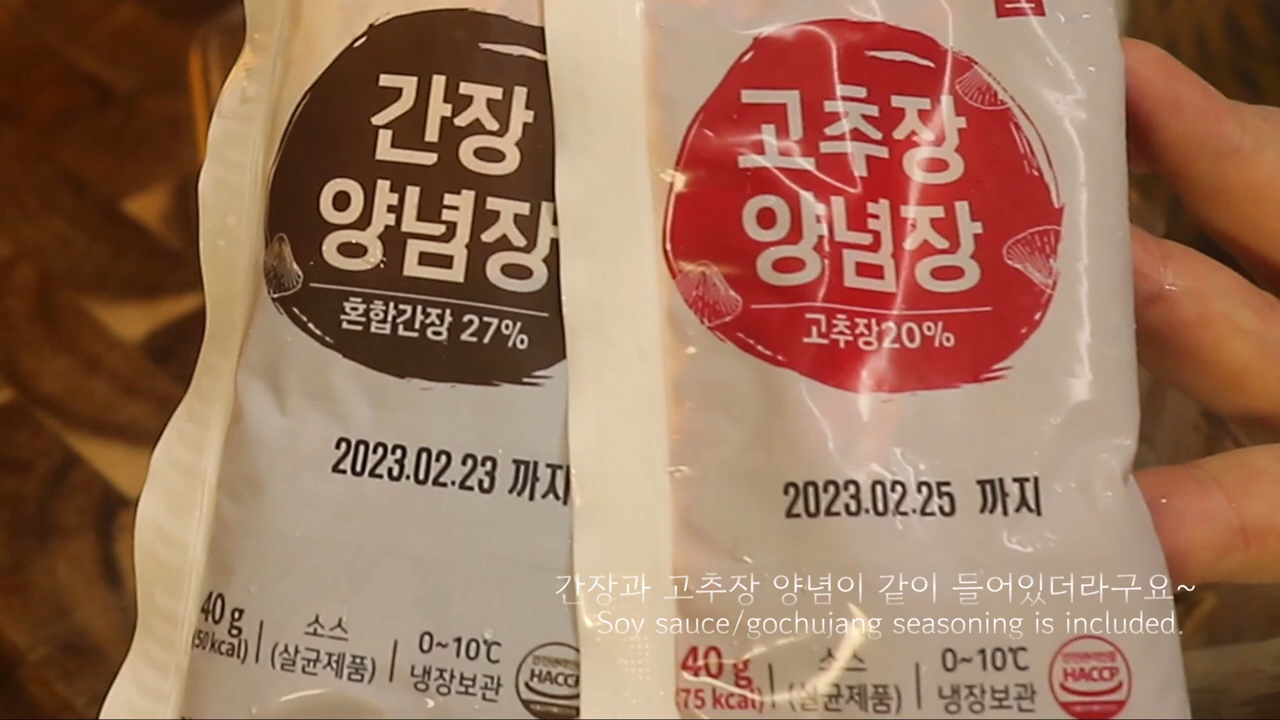 간장
양념장
혼합간장 27%
2023.02.23 까지
40 g
(50 kcal)
소스
(살균제품)
0~10℃
냉장보관
HACCP
고추장
양념장
고추장20%
2023.02.25 까지
40 g
(75 kcal)
소스
(살균제품)
0~10℃
냉장보관
HACCP
간장과 고추장 양념이 같이 들어있더라구요~
Soy sauce/gochujang seasoning is included.